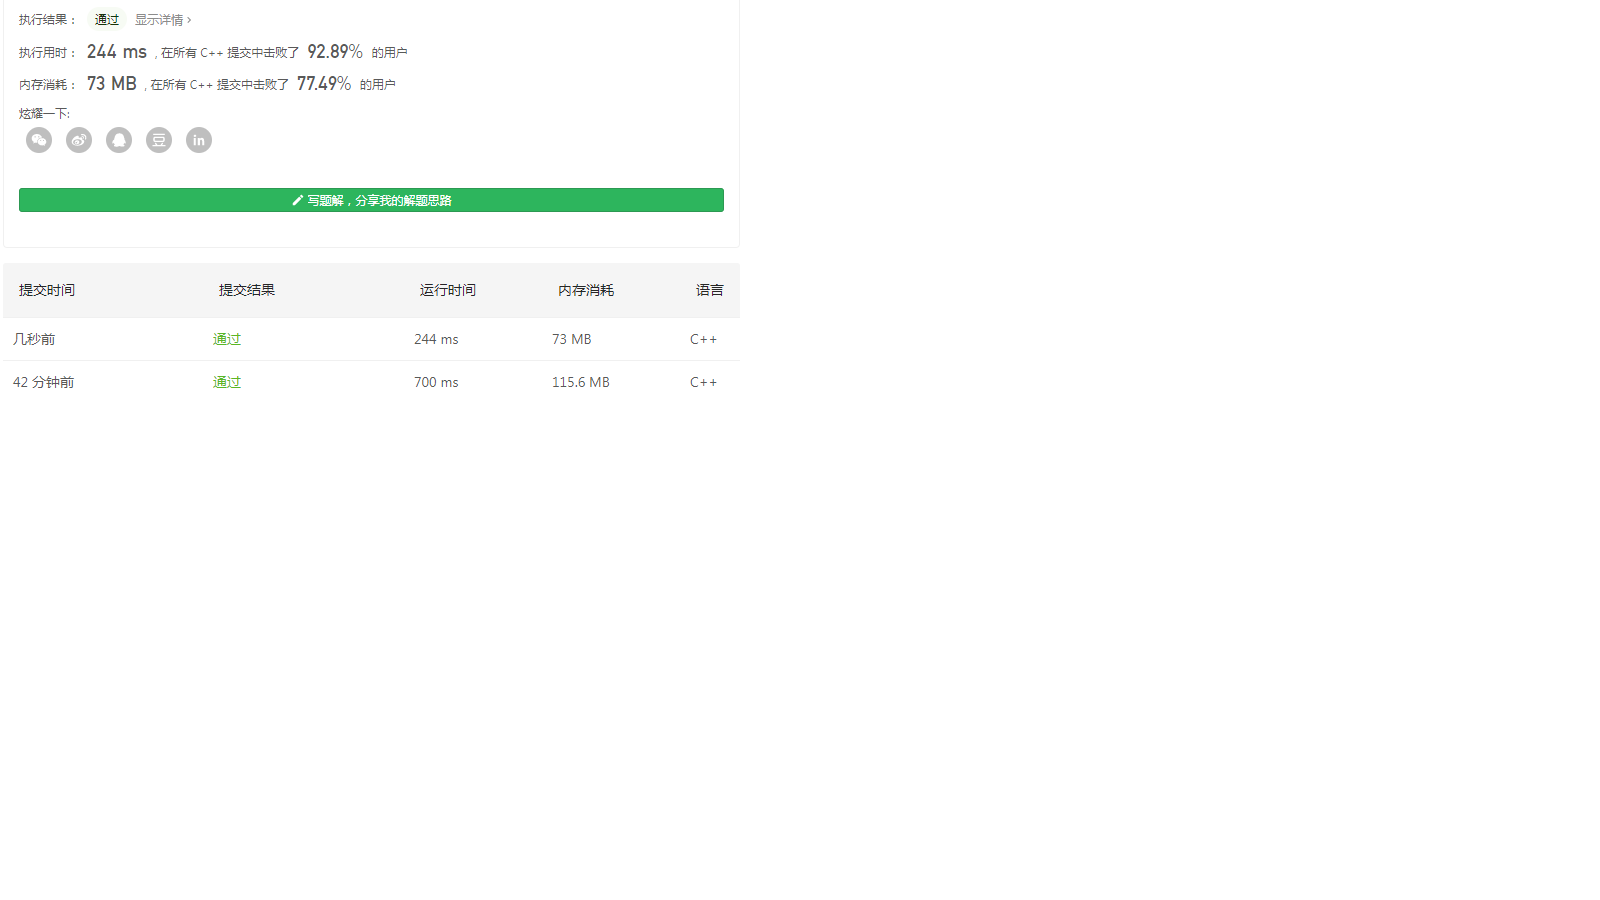 执行结果： 通过 显示详情 ›
执行用时： 244 ms , 在所有 C++ 提交中击败了 92.89% 的用户
内存消耗： 73 MB , 在所有 C++ 提交中击败了 77.49% 的用户
炫耀一下:
豆 in
写题解，分享我的解题思路
提交时间 提交结果 运行时间 内存消耗 语言
几秒前 通过 244 ms 73 MB C++
42 分钟前 通过 700 ms 115.6 MB C++